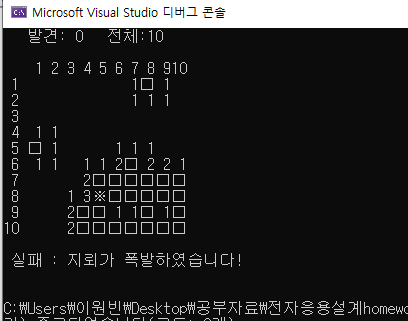 C:\ Microsoft Visual Studio 디버그 콘솔
발견: 0 전체:10
1 2 3 4 5 6 7 8 910
1 1□ 1
2 1 1 1
3
4 1 1
5 □ 1 1 1 1
6 1 1 1 1 2□ 2 2 1
7 2□□□□□□
8 1 3※□□□□□
9 2□□ 1 1□ 1□
10 2□□□□□□□
실패 : 지뢰가 폭발하였습니다!
C:₩Users₩이원빈₩Desktop₩공부자료₩전자응용설계homewo